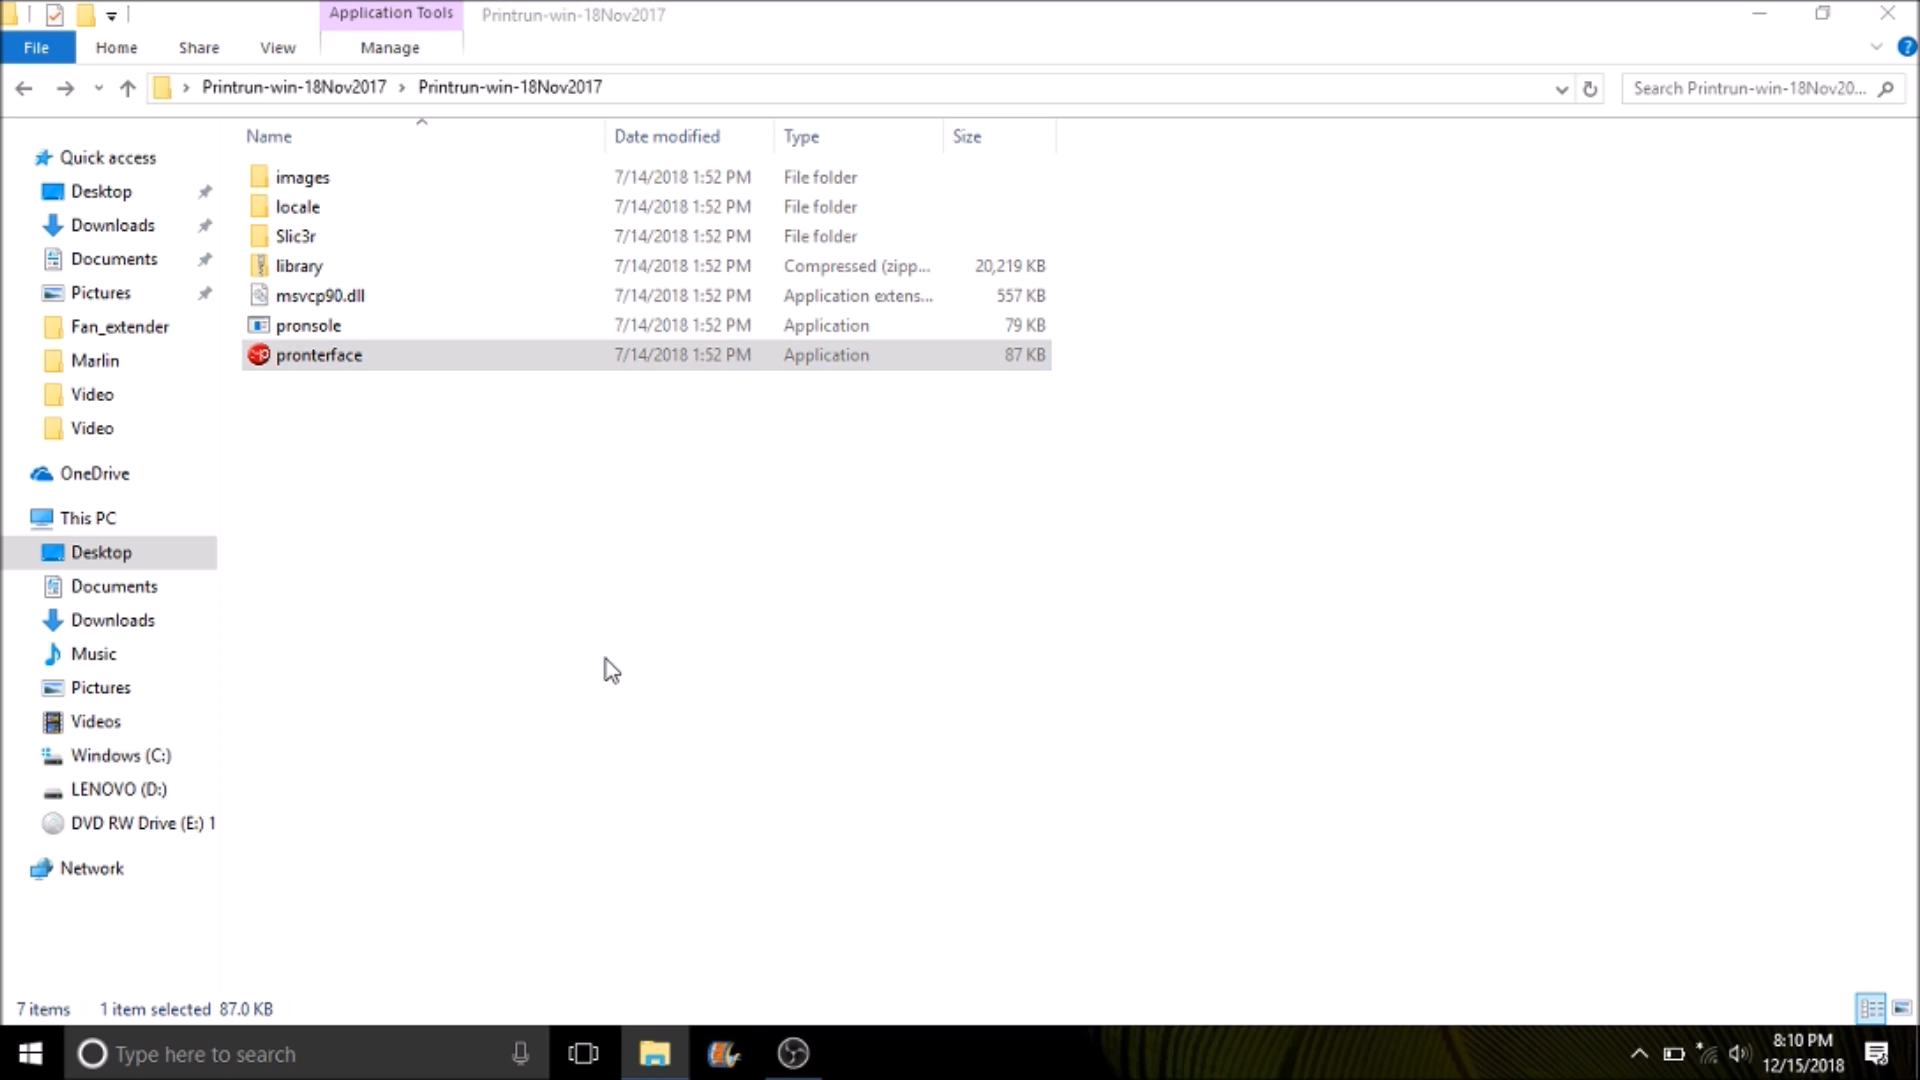 Application Tools
Printrun-win-18Nov2017
File
Home
Share
View
Manage
Printrun-win-18Nov2017 > Printrun-win-18Nov2017
Search Printrun-win-18Nov20...
Name
Date modified
Type
Size
images 7/14/2018 1:52 PM File folder
locale 7/14/2018 1:52 PM File folder
Slic3r 7/14/2018 1:52 PM File folder
library 7/14/2018 1:52 PM Compressed (zipp... 20,219 KB
msvcp90.dll 7/14/2018 1:52 PM Application extens... 557 KB
pronsole 7/14/2018 1:52 PM Application 79 KB
pronterface 7/14/2018 1:52 PM Application 87 KB
Quick access
Desktop
Downloads
Documents
Pictures
Fan_extender
Marlin
Video
Video
OneDrive
This PC
Desktop
Documents
Downloads
Music
Pictures
Videos
Windows (C:)
LENOVO (D:)
DVD RW Drive (E:) 1
Network
7 items
1 item selected 87.0 KB
Type here to search
8:10 PM
12/15/2018